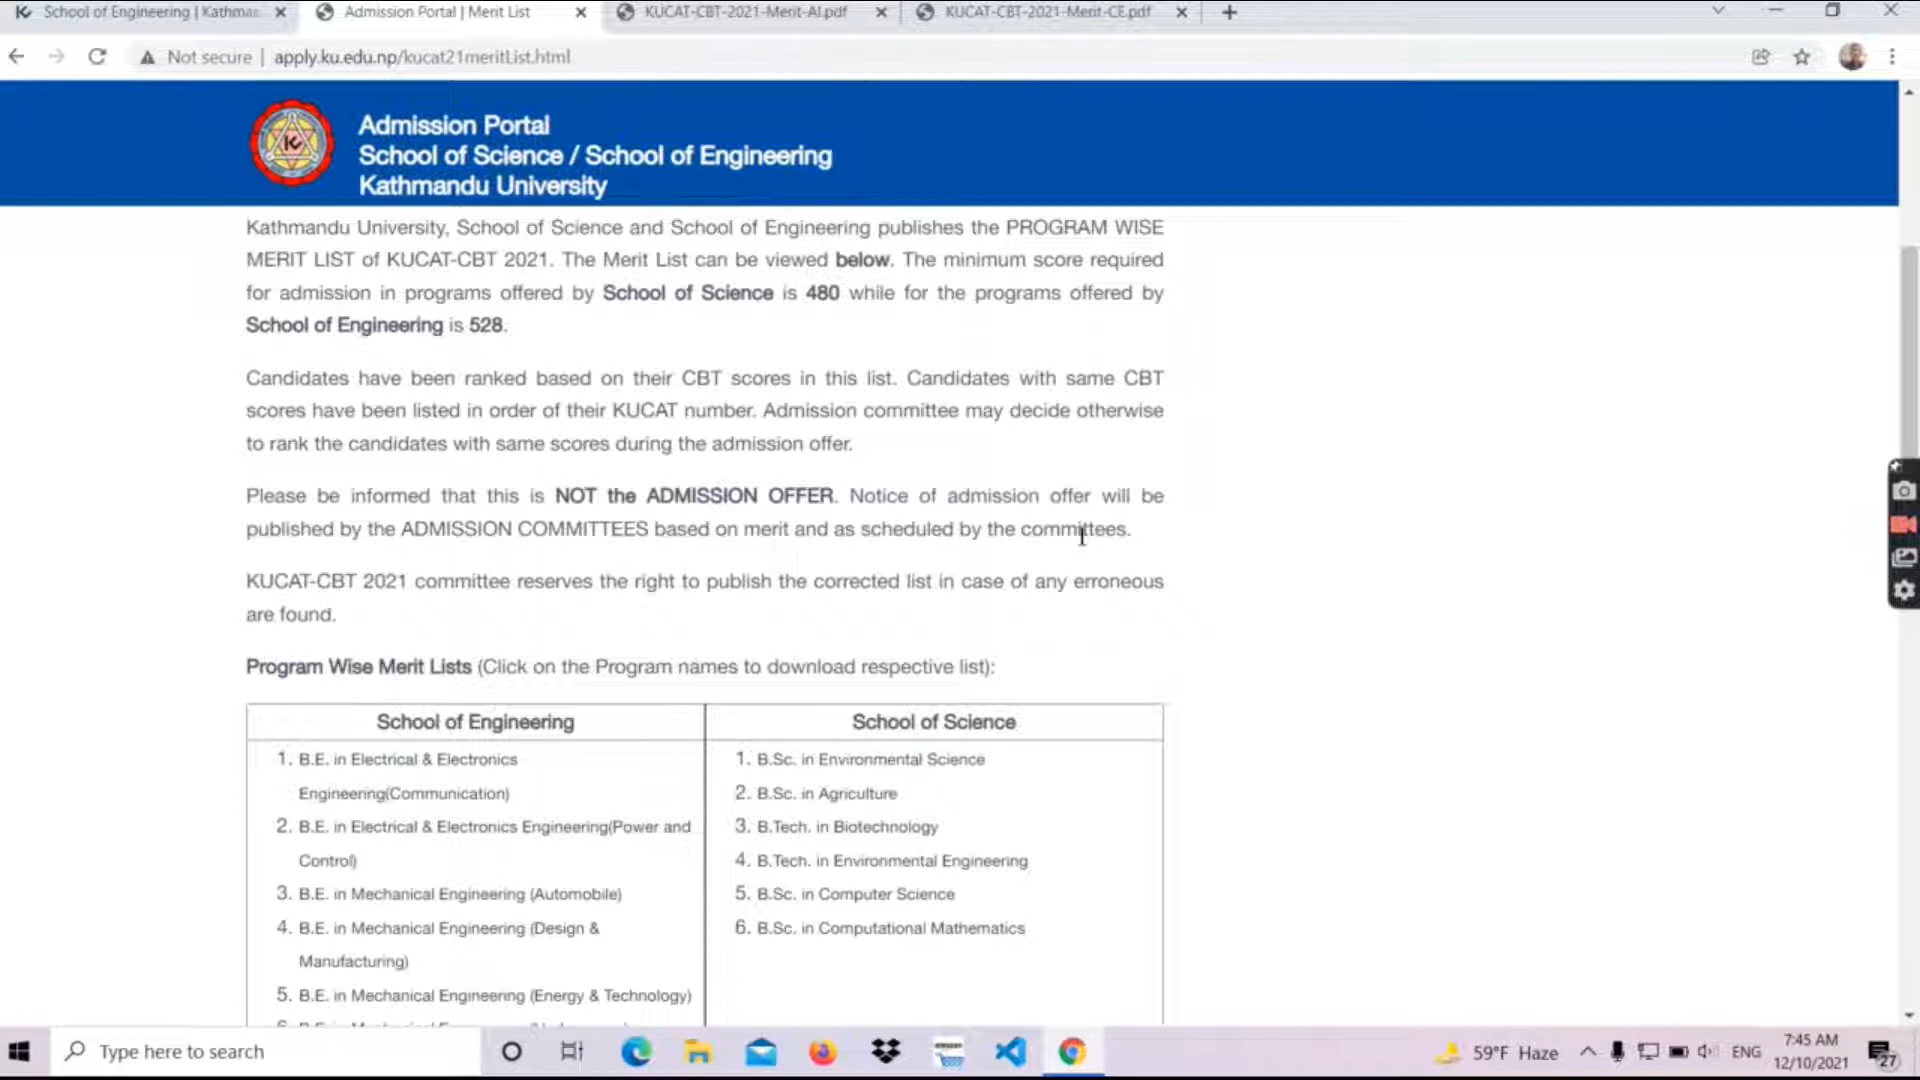 School of Engineering | Kathma
Admission Portal | Merit List
KUCAT-CBT-2021-Merit-AI.pdf
KUCAT-CBT-2021-Merit-CE.pdf
Not secure | apply.ku.edu.np/kucat21meritList.html
Admission Portal
School of Science / School of Engineering
Kathmandu University
Kathmandu University, School of Science and School of Engineering publishes the PROGRAM WISE
MERIT LIST of KUCAT-CBT 2021. The Merit List can be viewed below. The minimum score required
for admission in programs offered by School of Science is 480 while for the programs offered by
School of Engineering is 528.
Candidates have been ranked based on their CBT scores in this list. Candidates with same CBT
scores have been listed in order of their KUCAT number. Admission committee may decide otherwise
to rank the candidates with same scores during the admission offer.
Please be informed that this is NOT the ADMISSION OFFER. Notice of admission offer will be
published by the ADMISSION COMMITTEES based on merit and as scheduled by the committees.
KUCAT-CBT 2021 committee reserves the right to publish the corrected list in case of any erroneous
are found.
Program Wise Merit Lists (Click on the Program names to download respective list):
School of Engineering
1. B.E. in Electrical & Electronics
Engineering(Communication)
2. B.E. in Electrical & Electronics Engineering(Power and
Control)
3. B.E. in Mechanical Engineering (Automobile)
4. B.E. in Mechanical Engineering (Design &
Manufacturing)
5. B.E. in Mechanical Engineering (Energy & Technology)
School of Science
1. B.Sc. in Environmental Science
2. B.Sc. in Agriculture
3. B.Tech. in Biotechnology
4. B.Tech. in Environmental Engineering
5. B.Sc. in Computer Science
6. B.Sc. in Computational Mathematics
Type here to search
59°F Haze
ENG
7:45 AM
12/10/2021
27